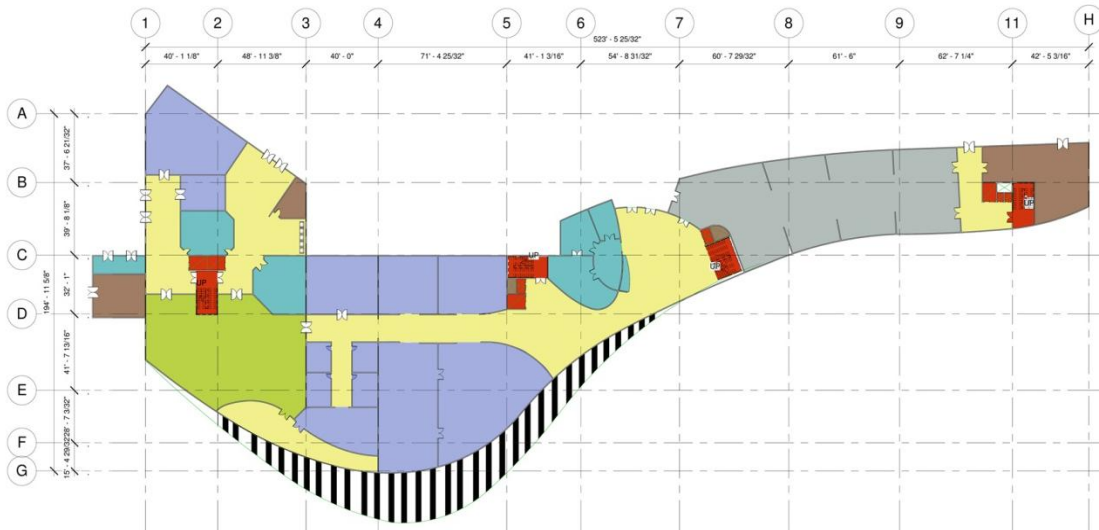 1 2 3 4 5 6 7 8 9 11 H
523' - 5 25/32"
40' - 1 1/8" 48' - 11 3/8" 40' - 0" 71' - 4 25/32" 41' - 1 3/16" 54' - 8 31/32" 60' - 7 29/32" 61' - 6" 62' - 7 1/4" 42' - 5 3/16"
A
37' - 6 21/32"
B
39' - 8 1/8"
UP
C
UP
UP
32' - 1"
UP
194' - 11 5/8"
D
41' - 7 13/16"
E
28' - 7 3/32"
F
15' - 4 29/32"
G